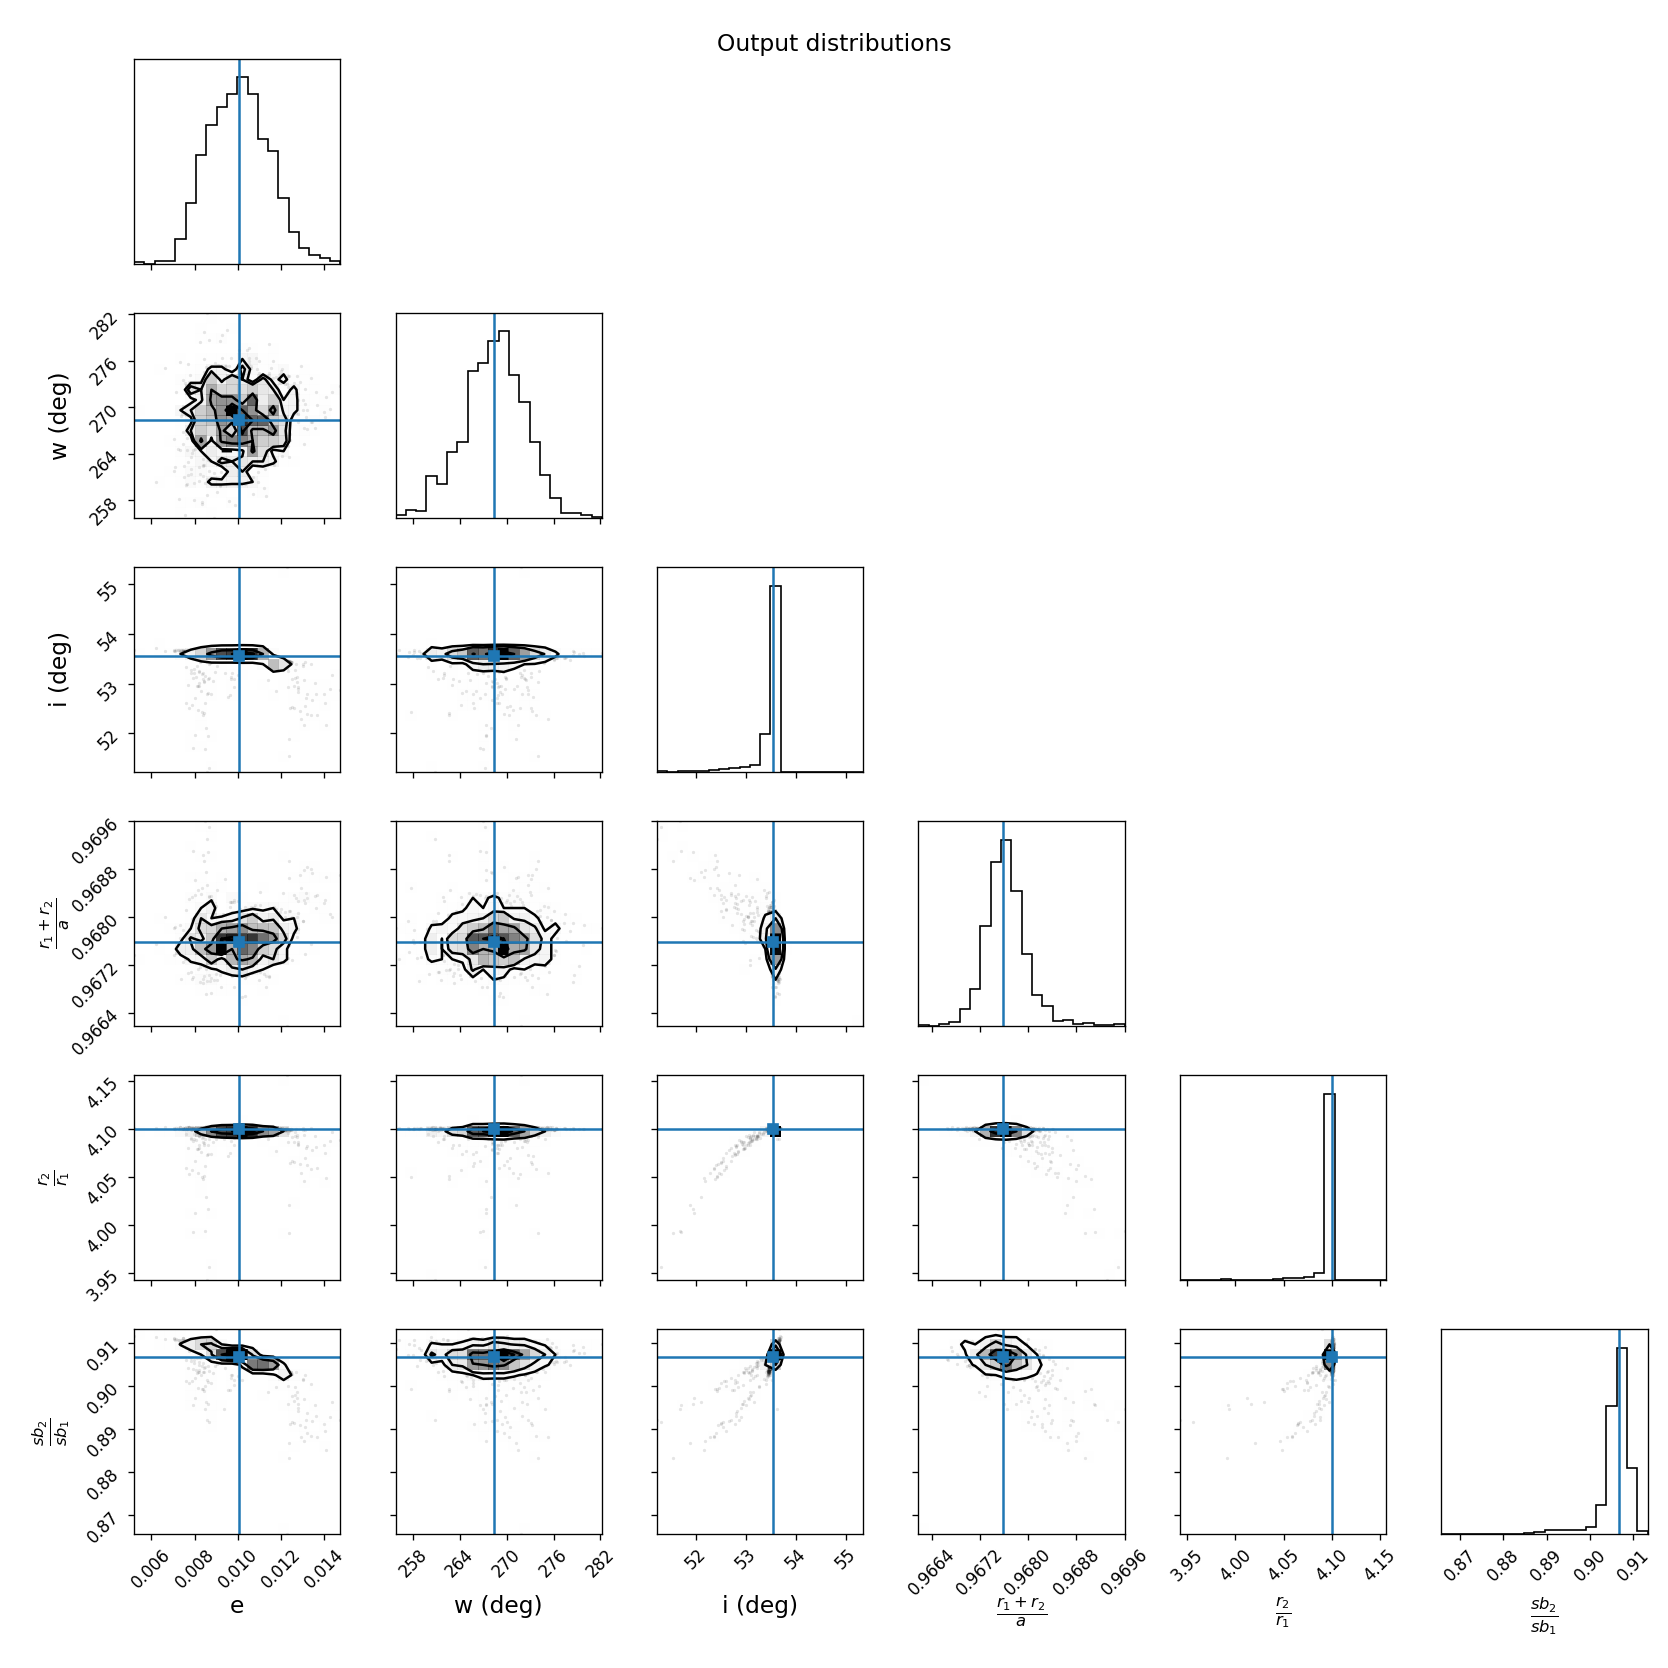 Output distributions
282
276
270
264
258
w (deg)
55
54
53
52
i (deg)
0.9696
0.9688
0.9680
0.9672
0.9664
r₁ + r₂
a
4.15
4.10
4.05
4.00
3.95
r₂
r₁
0.91
0.90
0.89
0.88
0.87
sb₂
sb₁
0.006 0.008 0.010 0.012 0.014
e
258 264 270 276 282
w (deg)
52 53 54 55
i (deg)
0.9664 0.9672 0.9680 0.9688 0.9696
r₁ + r₂
a
3.95 4.00 4.05 4.10 4.15
r₂
r₁
0.87 0.88 0.89 0.90 0.91
sb₂
sb₁